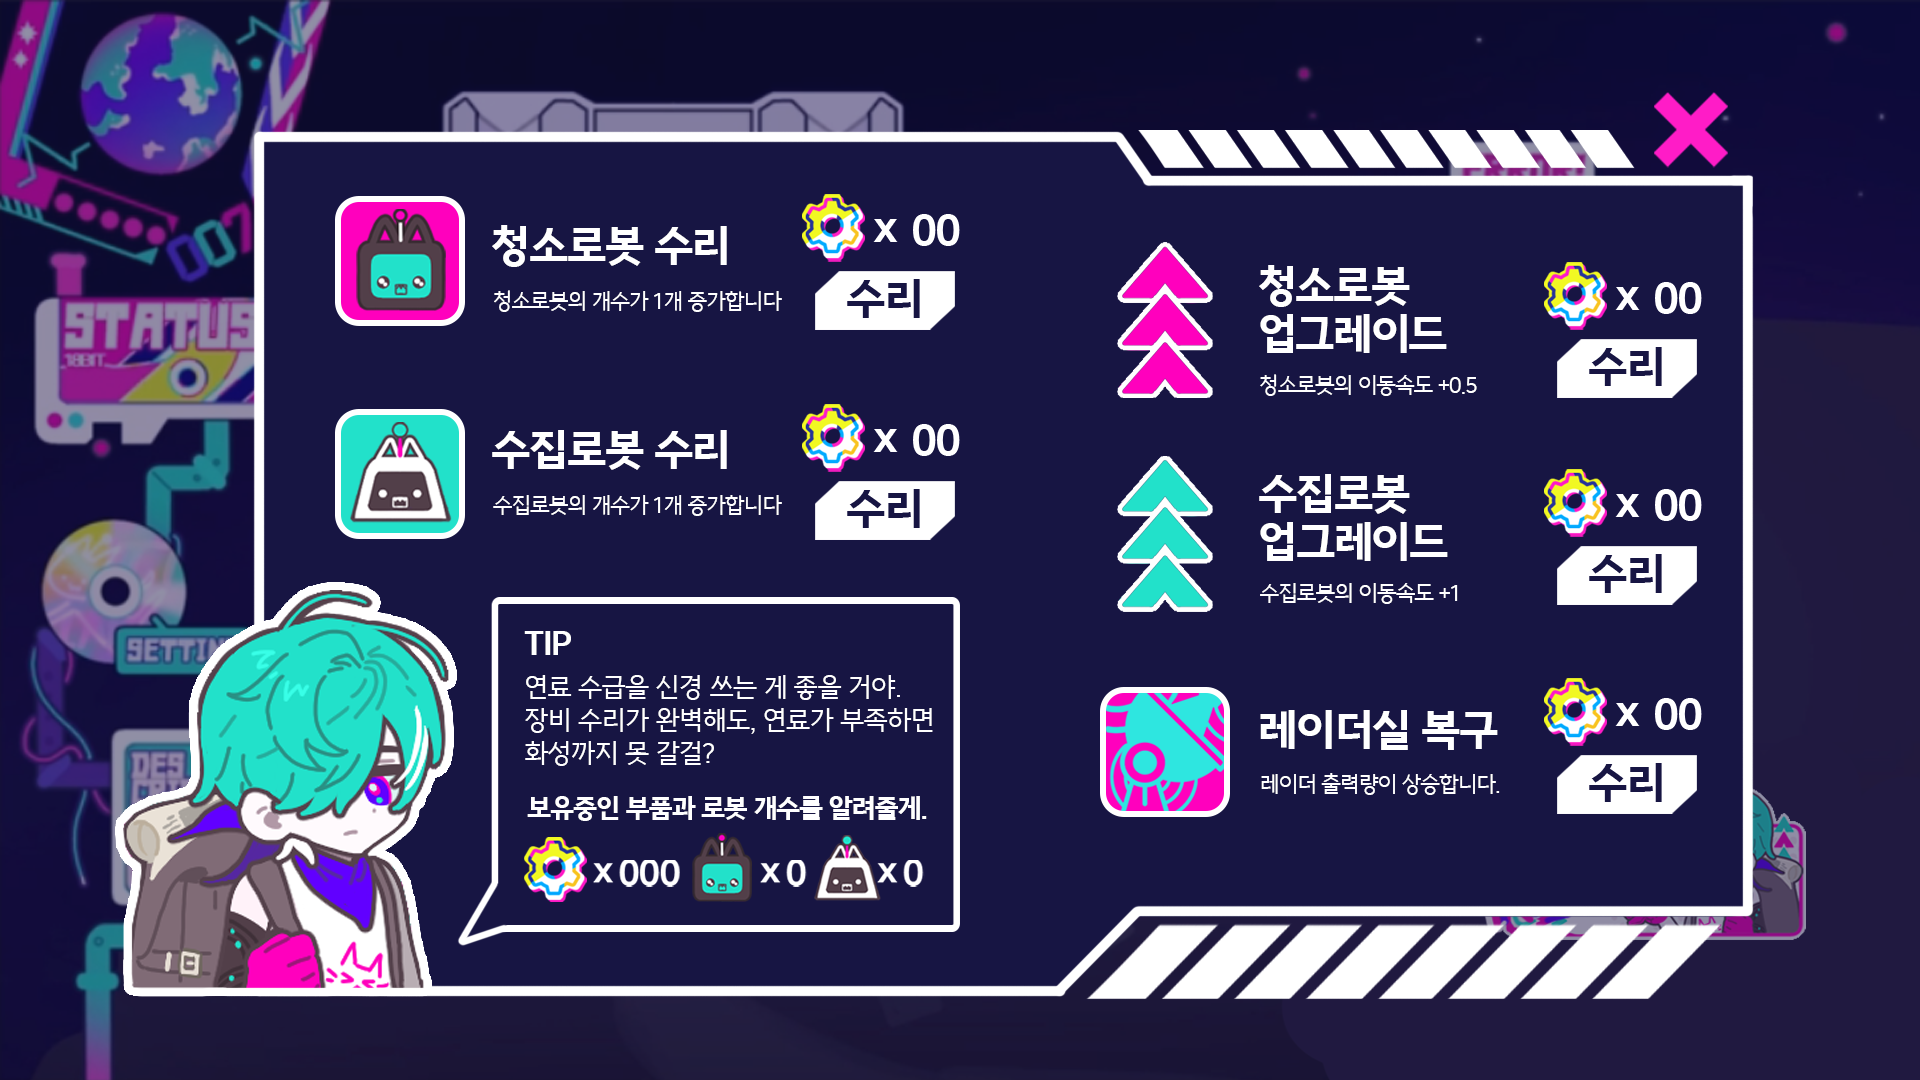 007
STATUS
18BIT
SETTIN
DES
청소로봇 수리
청소로봇의 개수가 1개 증가합니다
x 00
수리
수집로봇 수리
수집로봇의 개수가 1개 증가합니다
x 00
수리
TIP
연료 수급을 신경 쓰는 게 좋을 거야.
장비 수리가 완벽해도, 연료가 부족하면
화성까지 못 갈걸?
보유중인 부품과 로봇 개수를 알려줄게.
x 000 x 0 x 0
청소로봇
업그레이드
청소로봇의 이동속도 +0.5
x 00
수리
수집로봇
업그레이드
수집로봇의 이동속도 +1
x 00
수리
레이더실 복구
레이더 출력량이 상승합니다.
x 00
수리